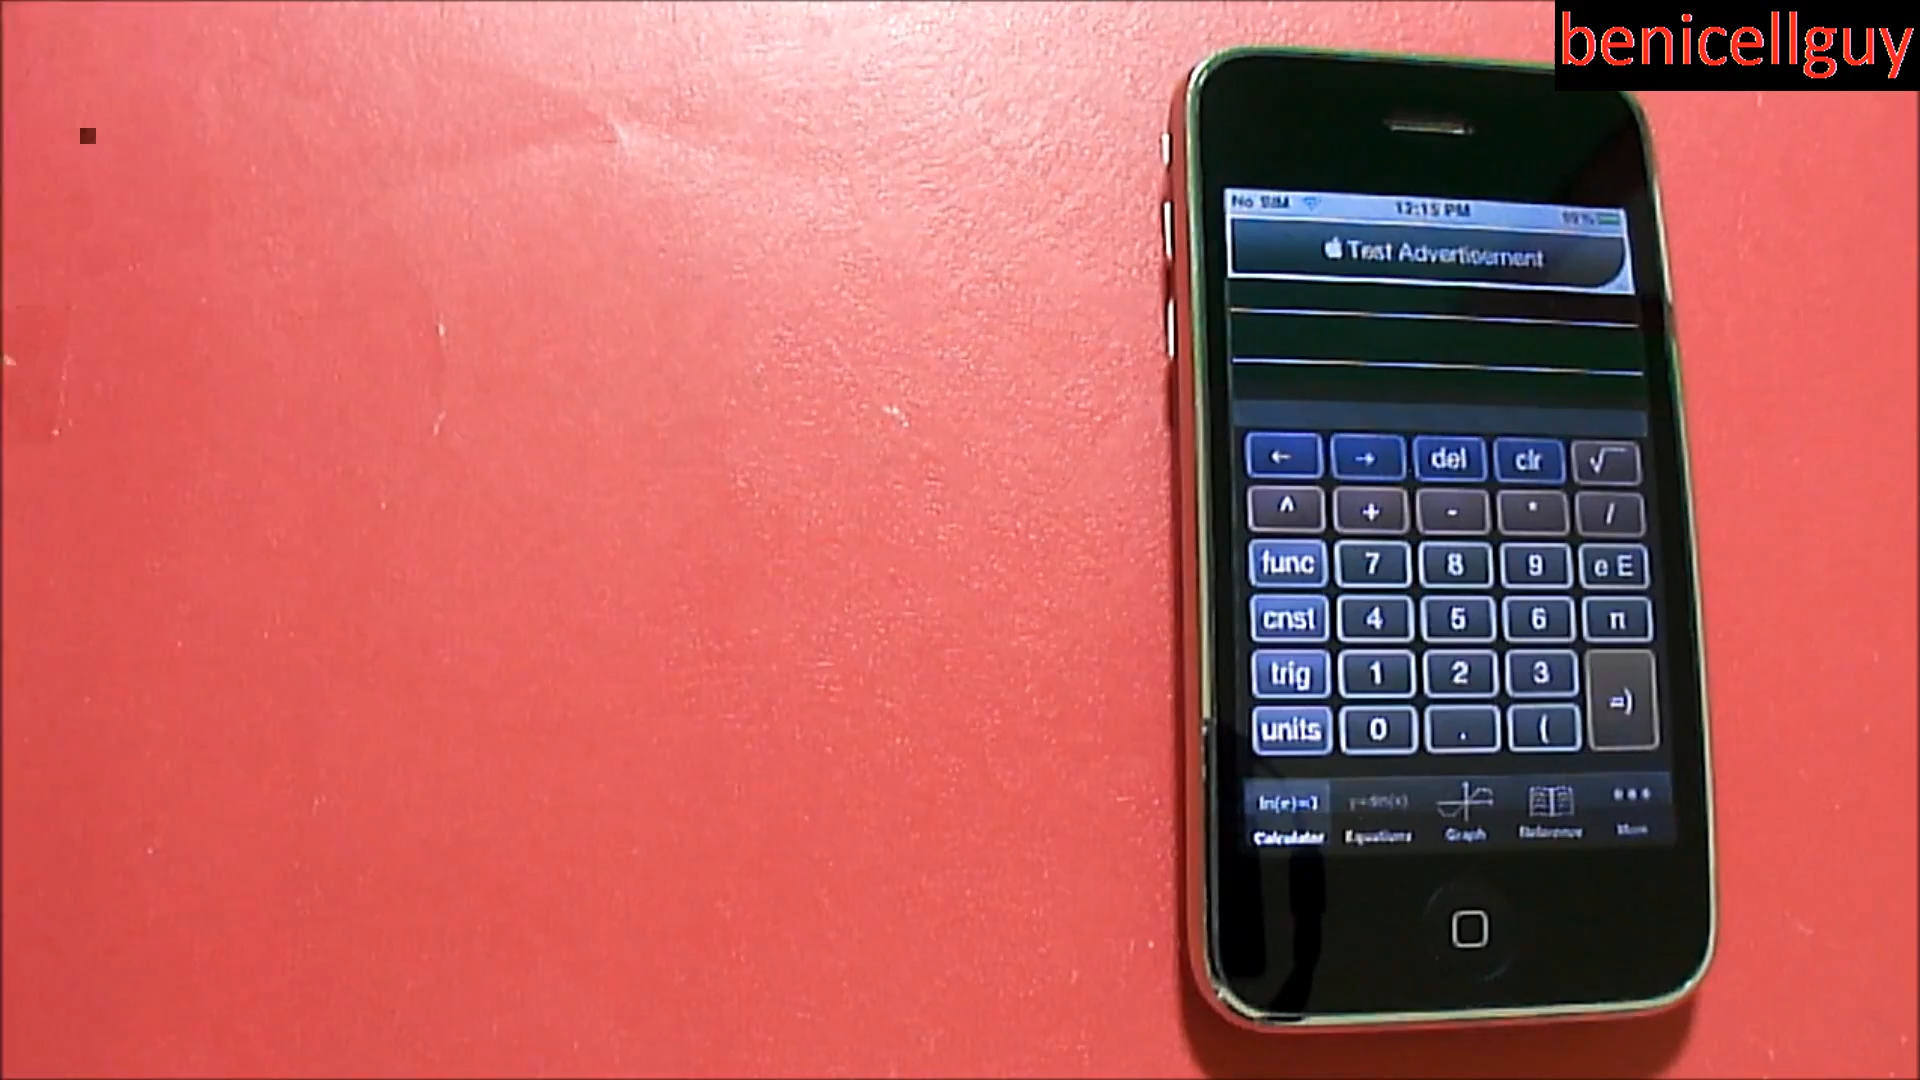 benicellguy
No SIM 12:15 PM
Test Advertisement
← → del clr √
^ + - * /
func 7 8 9 e E
cnst 4 5 6 π
trig 1 2 3
=)
units 0 . (
Calculator Equations Graph Reference More